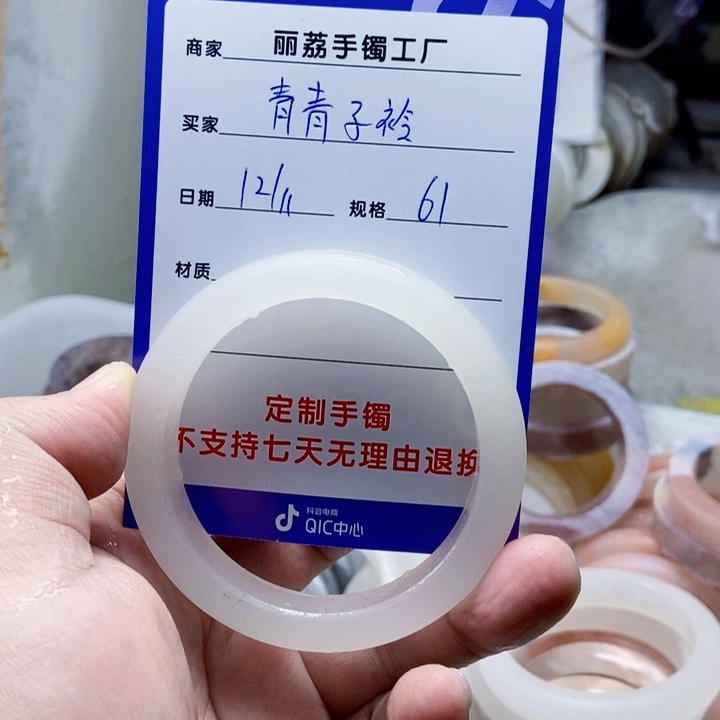 商家 丽荔手镯工厂
买家 青青子衿
日期 12/11 规格 61
材质
定制手镯
不支持七天无理由退换
抖音电商
QIC中心